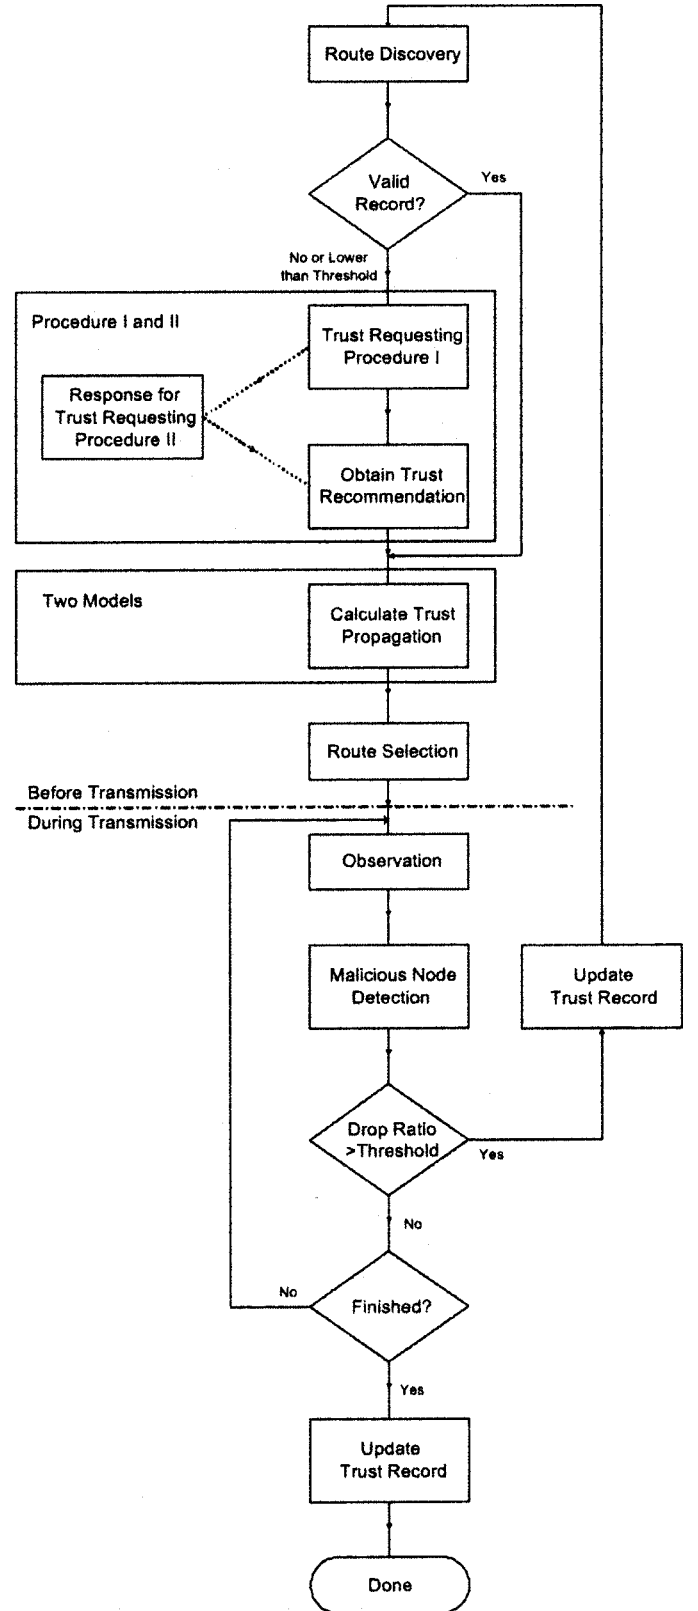 Route Discovery
Valid
Record?
Yes
No or Lower
than Threshold
Procedure I and II
Trust Requesting
Procedure I
Response for
Trust Requesting
Procedure II
Obtain Trust
Recommendation
Two Models
Calculate Trust
Propagation
Route Selection
Before Transmission
During Transmission
Observation
Malicious Node
Detection
Update
Trust Record
Drop Ratio
>Threshold
Yes
No
No
Finished?
Yes
Update
Trust Record
Done